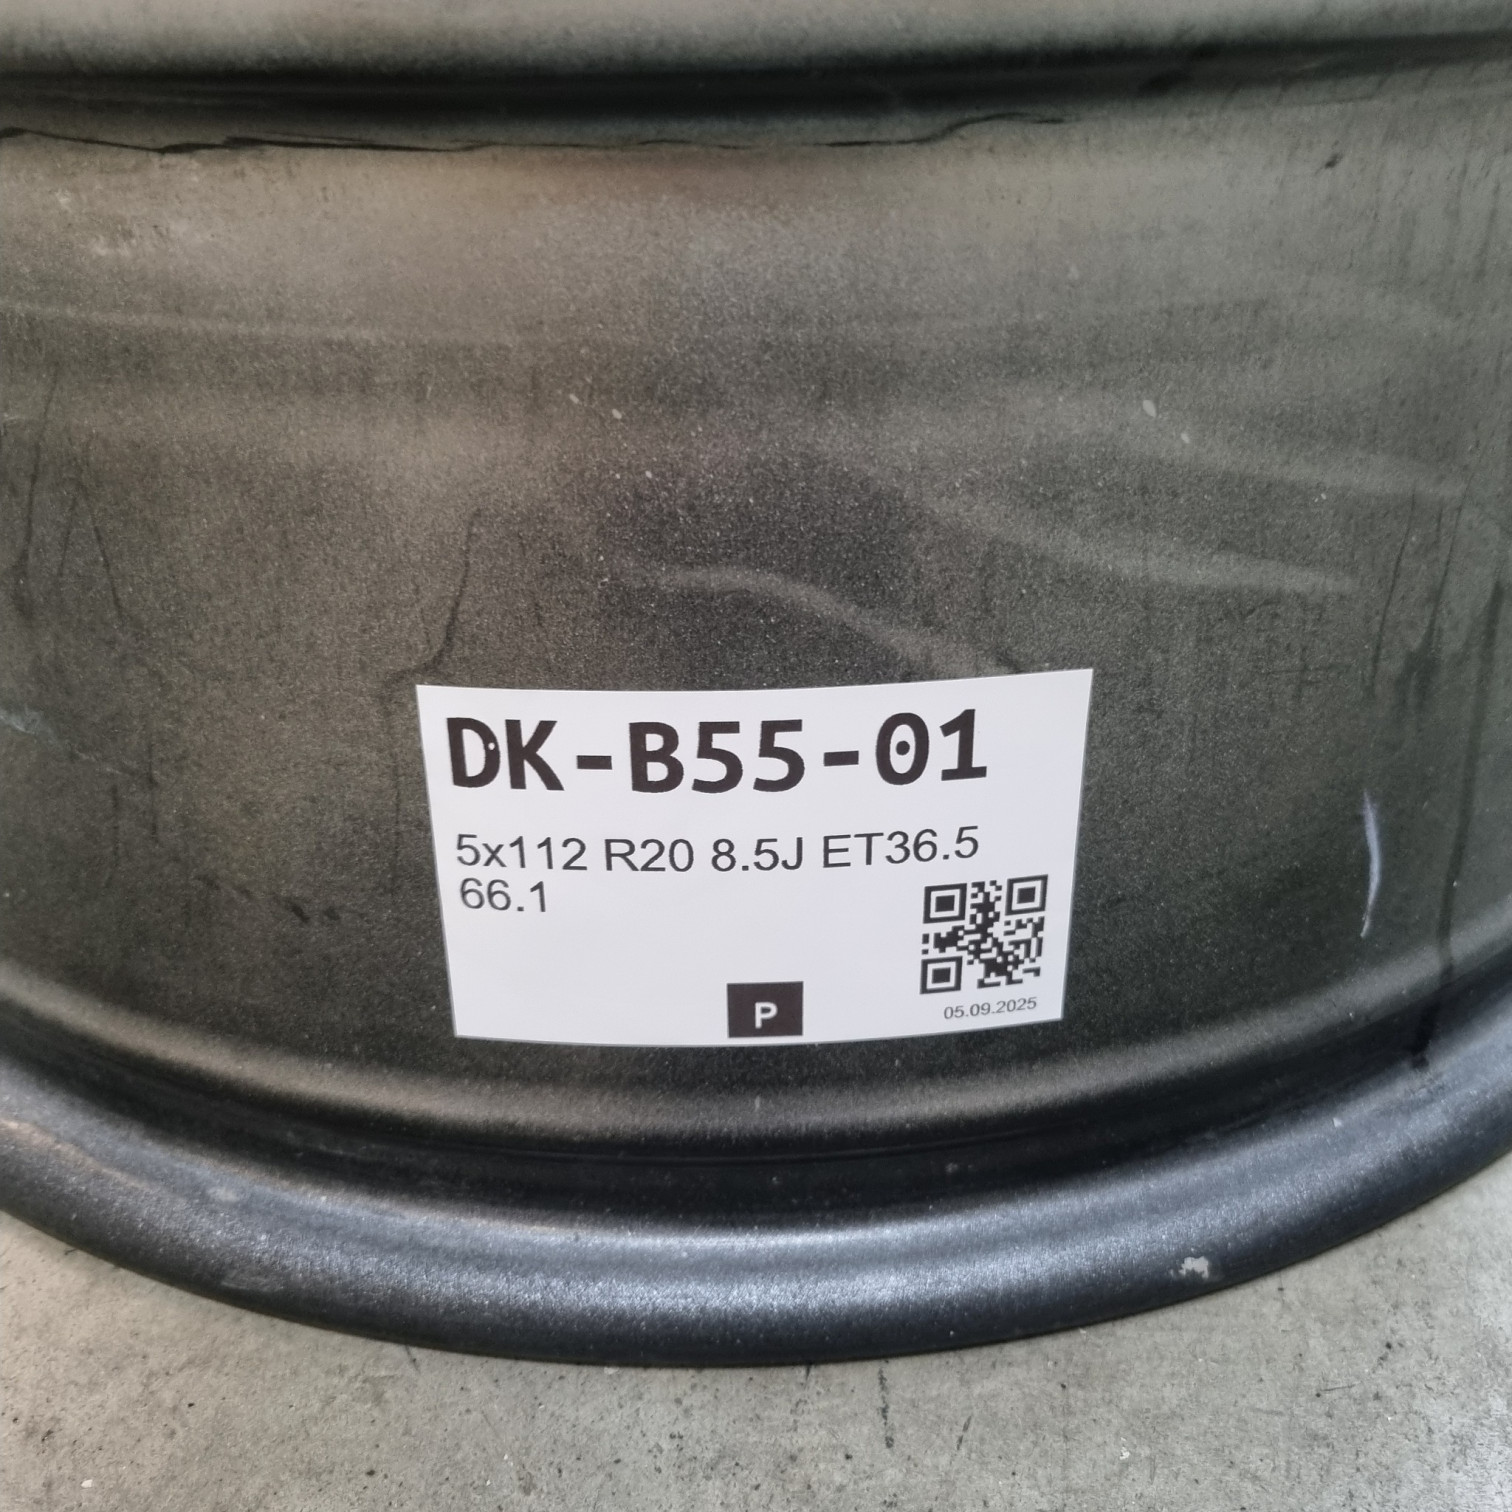 DK-B55-01
5x112 R20 8.5J ET36.5
66.1
P
05.09.2025